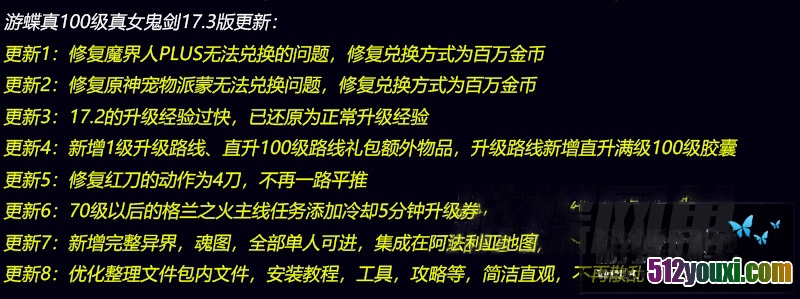 游蝶真100级真女鬼剑17.3版更新：
更新1：修复魔界人PLUS无法兑换的问题，修复兑换方式为百万金币
更新2：修复原神宠物派蒙无法兑换问题，修复兑换方式为百万金币
更新3：17.2的升级经验过快，已还原为正常升级经验
更新4：新增1级升级路线、直升100级路线礼包额外物品，升级路线新增直升满级100级胶囊
更新5：修复红刀的动作为4刀，不再一路平推
更新6：70级以后的格兰之火主线任务添加冷却5分钟升级券
更新7：新增完整异界，魂图，全部单人可进，集成在阿法利亚地图，
更新8：优化整理文件包内文件，安装教程，工具，攻略等，简洁直观，不再
512youxi.com